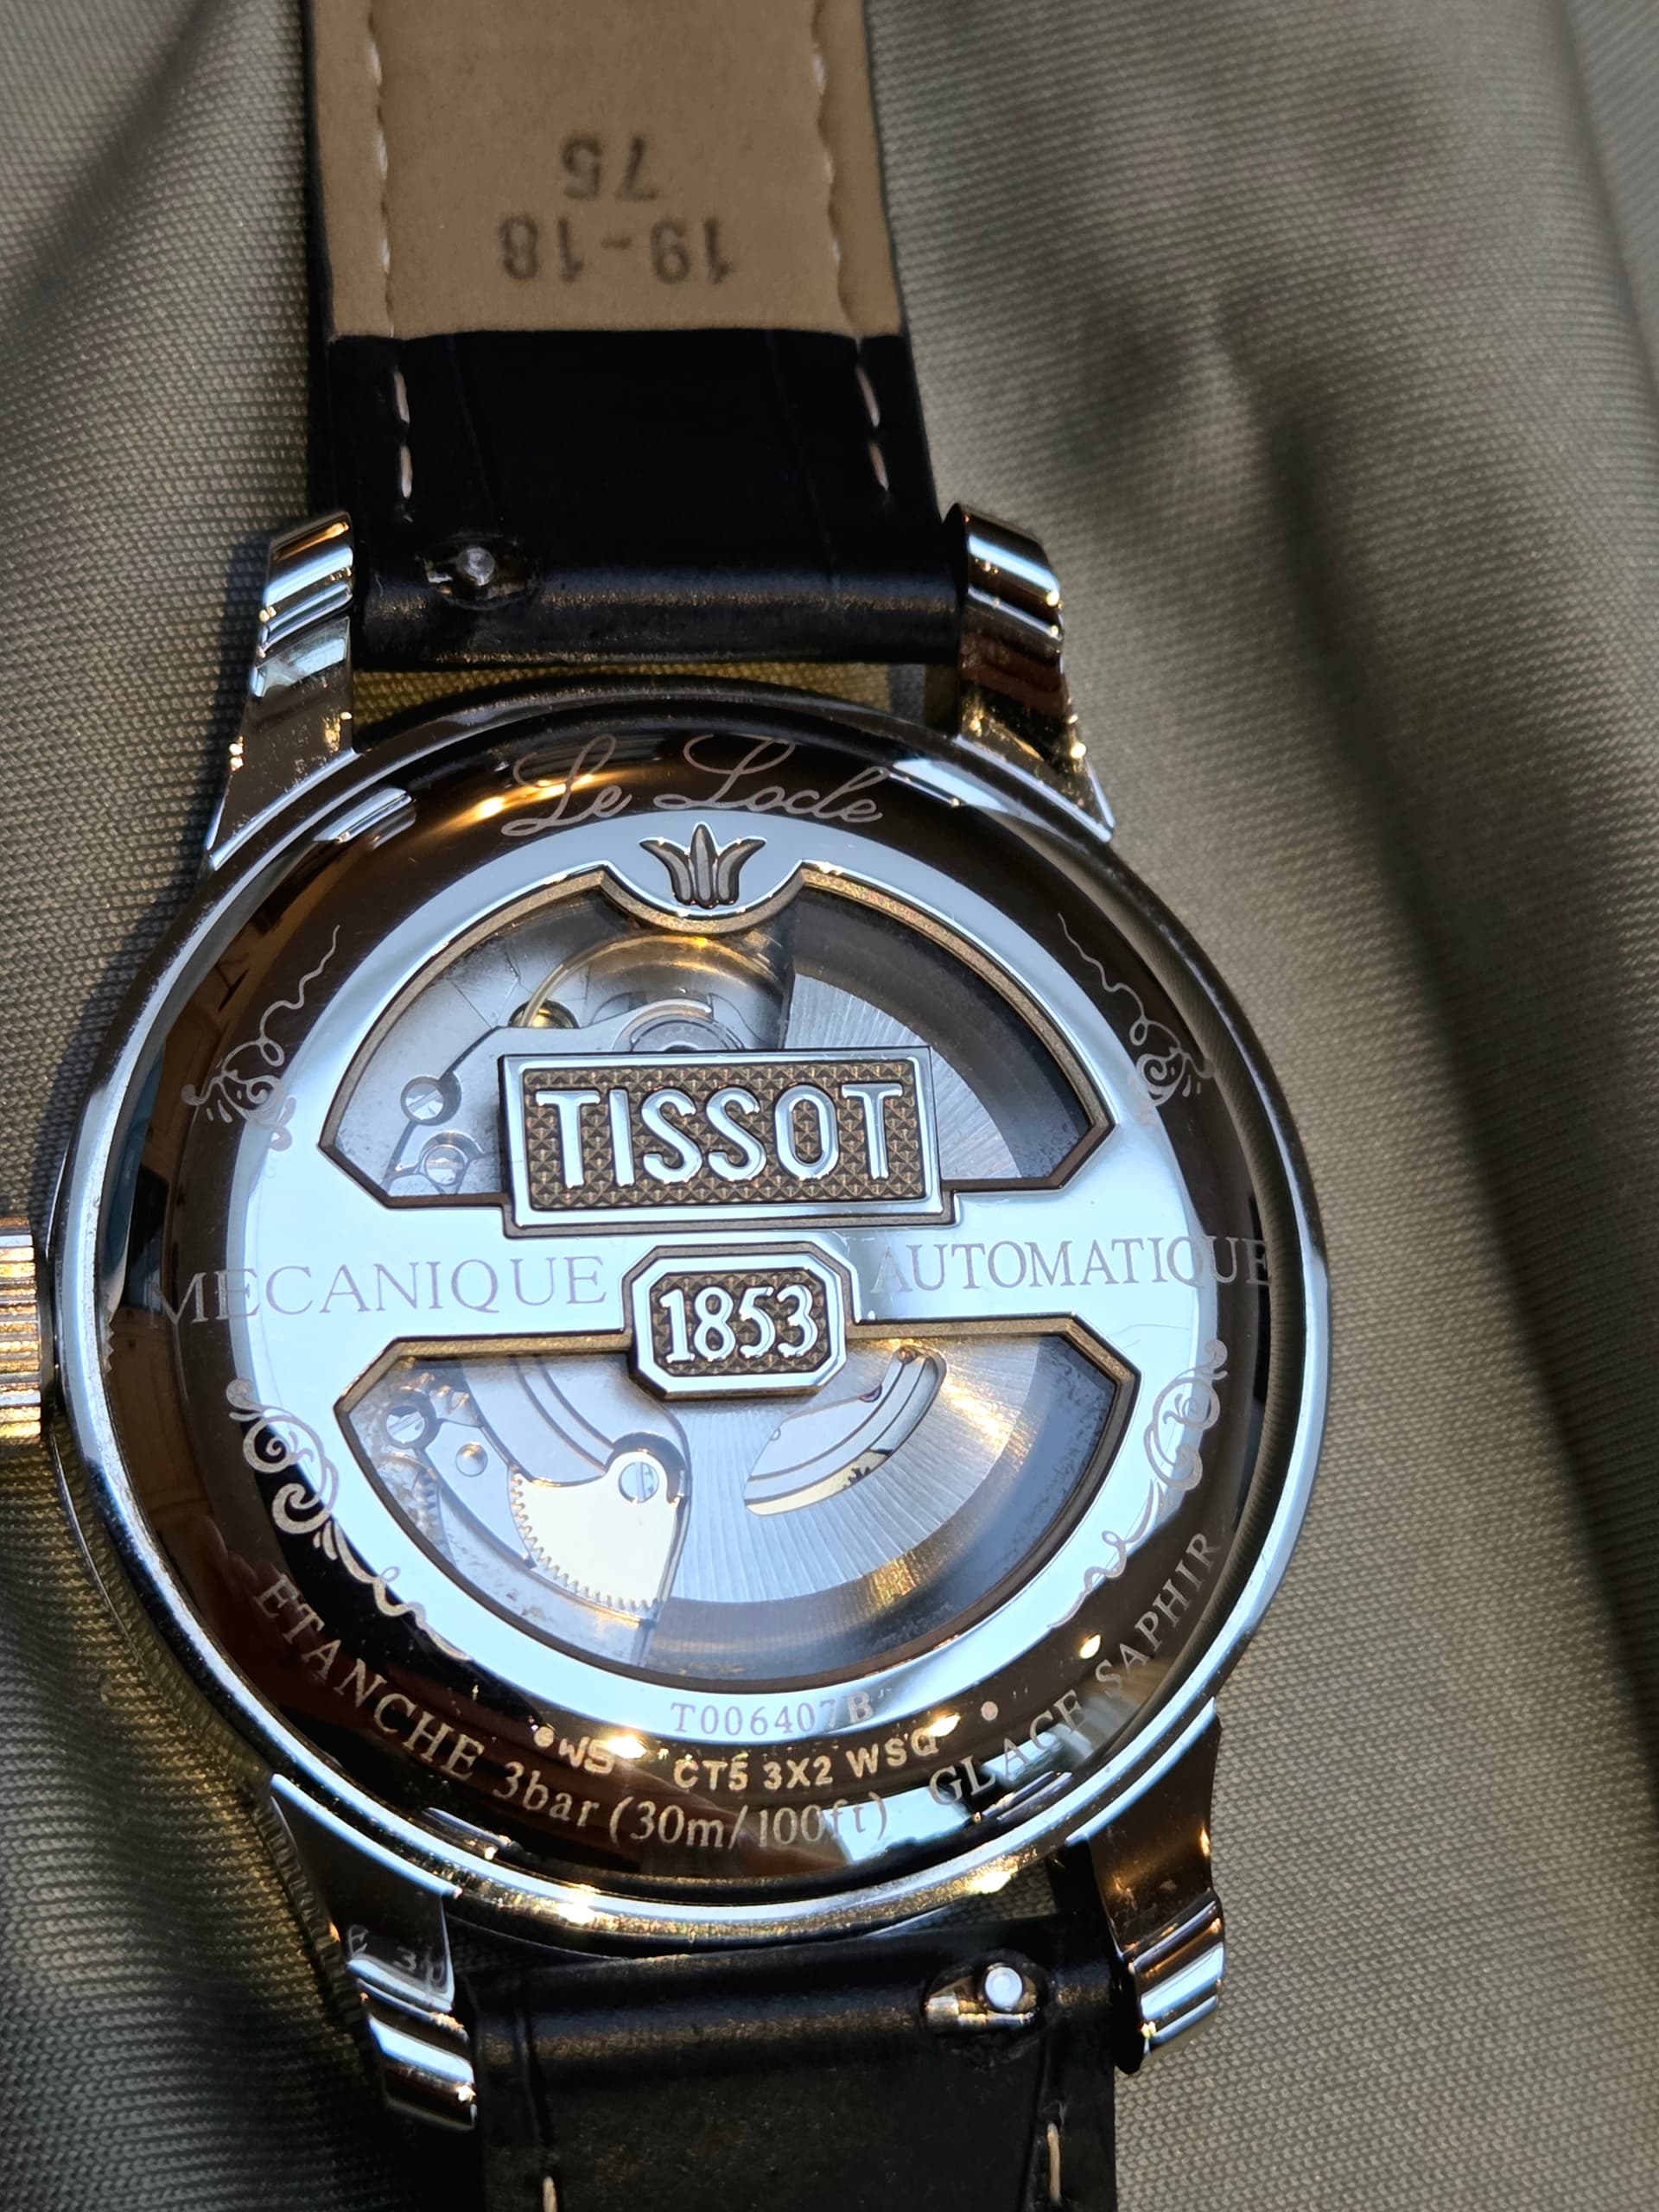 75
19-18
Le Locle
TISSOT
MECANIQUE 1853 AUTOMATIQUE
T006407B
CT5 3X2 WSQ
ETANCHE 3bar (30m/100ft) GLACE SAPHIR